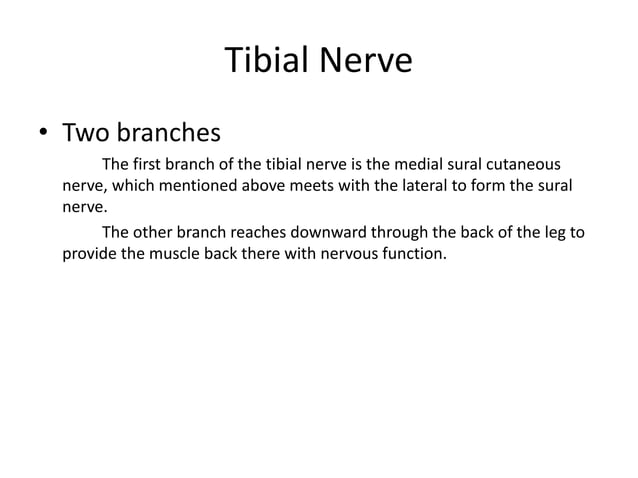 Tibial Nerve
• Two branches
The first branch of the tibial nerve is the medial sural cutaneous
nerve, which mentioned above meets with the lateral to form the sural
nerve.
The other branch reaches downward through the back of the leg to
provide the muscle back there with nervous function.